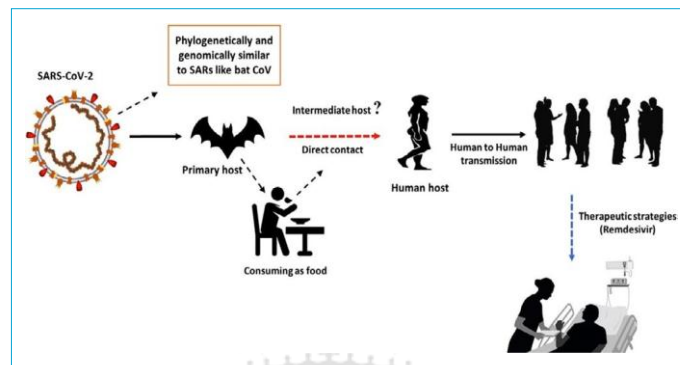 Phylogenetically and
genomically similar
to SARs like bat CoV
SARS-CoV-2
Primary host
Intermediate host ?
Direct contact
Consuming as food
Human host
Human to Human
transmission
Therapeutic strategies
(Remdesivir)